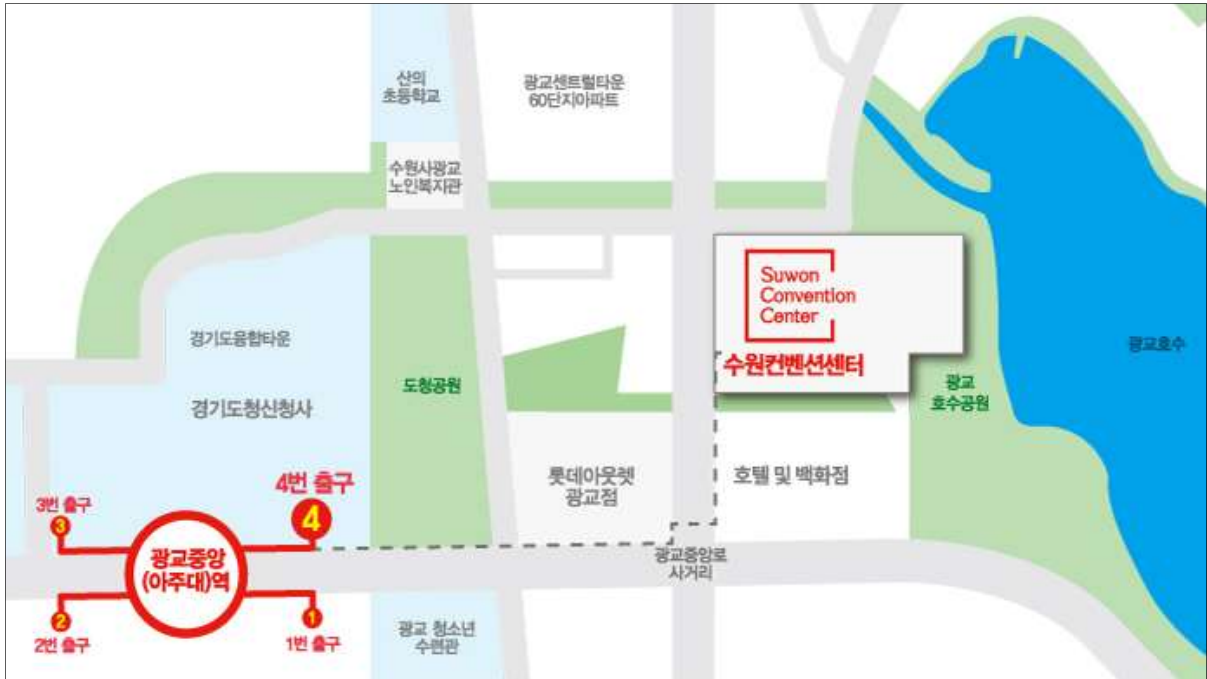 산의
초등학교
광교센트럴타운
60단지아파트
수원사광교
노인복지관
Suwon
Convention
Center
수원컨벤션센터
광교호수
경기도융합타운
경기도청신청사
도청공원
광교
호수공원
롯데아웃렛
광교점
호텔 및 백화점
4번 출구
4
3번 출구
3
광교중앙
(아주대)역
광교중앙로
사거리
2
2번 출구
1
1번 출구
광교 청소년
수련관